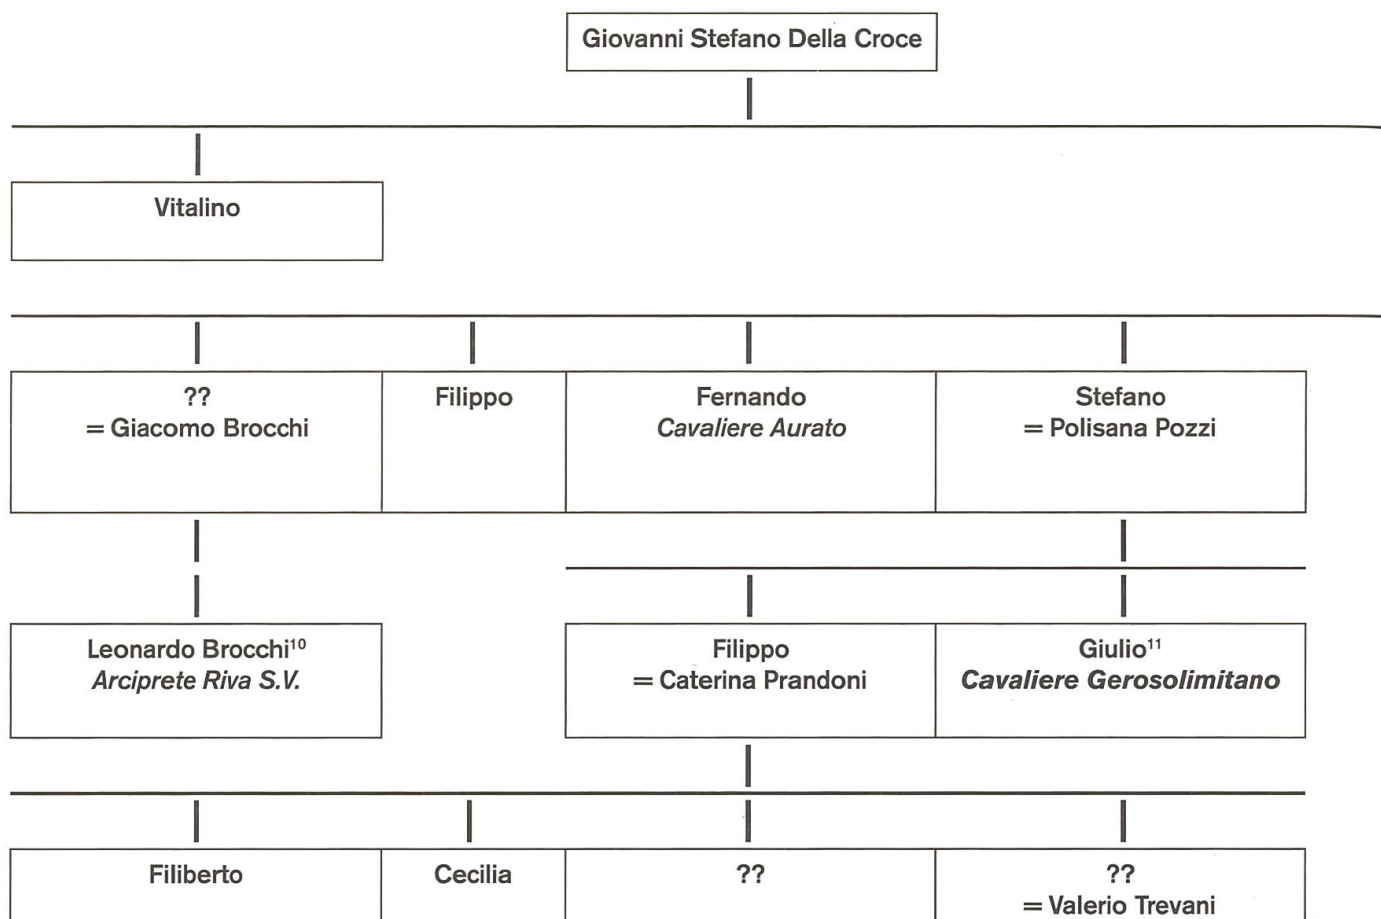 Giovanni Stefano Della Croce
Vitalino
??
= Giacomo Brocchi
Filippo
Fernando
Cavaliere Aurato
Stefano
= Polisana Pozzi
Leonardo Brocchi¹⁰
Arciprete Riva S.V.
Filippo
= Caterina Prandoni
Giulio¹¹
Cavaliere Gerosolimitano
Filiberto
Cecilia
??
??
= Valerio Trevani